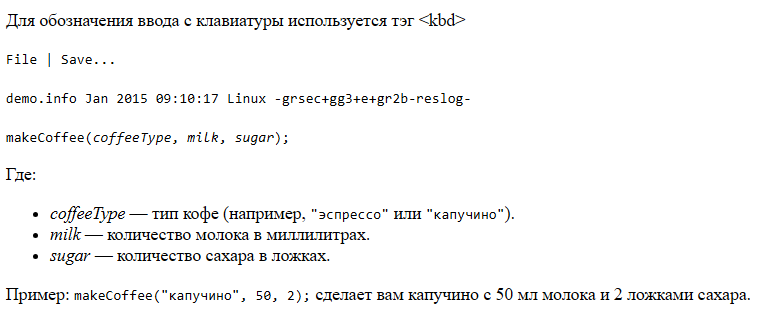 Для обозначения ввода с клавиатуры используется тэг <kbd>
File | Save...
demo.info Jan 2015 09:10:17 Linux -grsec+gg3+e+gr2b-reslog-
makeCoffee(coffeeType, milk, sugar);
Где:
• coffeeType — тип кофе (например, "эспрессо" или "капучино").
• milk — количество молока в миллилитрах.
• sugar — количество сахара в ложках.
Пример: makeCoffee("капучино", 50, 2); сделает вам капучино с 50 мл молока и 2 ложками сахара.